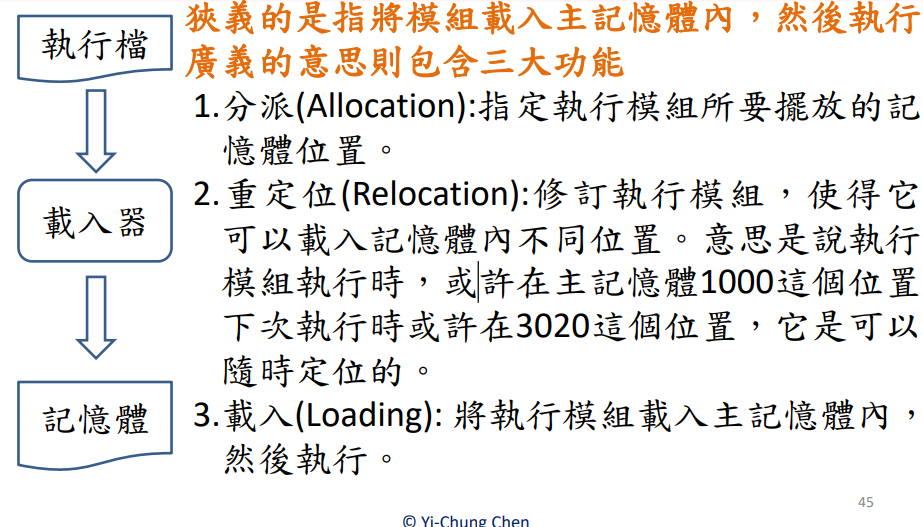 狹義的是指將模組載入主記憶體內，然後執行
廣義的意思則包含三大功能
執行檔
載入器
記憶體
1.分派(Allocation):指定執行模組所要擺放的記
憶體位置。
2.重定位(Relocation):修訂執行模組，使得它
可以載入記憶體內不同位置。意思是說執行
模組執行時，或許在主記憶體1000這個位置
下次執行時或許在3020這個位置，它是可以
隨時定位的。
3.載入(Loading): 將執行模組載入主記憶體內，
然後執行。
45
© Yi-Chung Chen